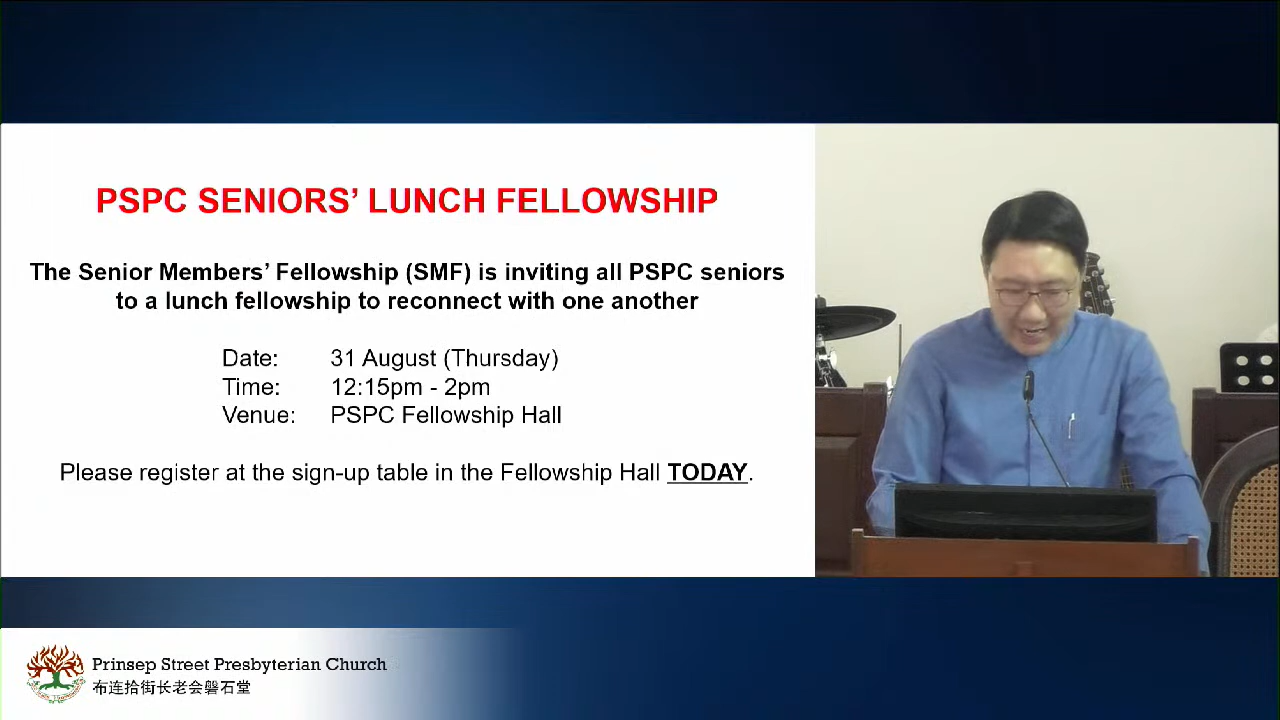 PSPC SENIORS’ LUNCH FELLOWSHIP
The Senior Members’ Fellowship (SMF) is inviting all PSPC seniors
to a lunch fellowship to reconnect with one another
Date: 31 August (Thursday)
Time: 12:15pm - 2pm
Venue: PSPC Fellowship Hall
Please register at the sign-up table in the Fellowship Hall TODAY.
Prinsep Street Presbyterian Church
布连拾街长老会磐石堂